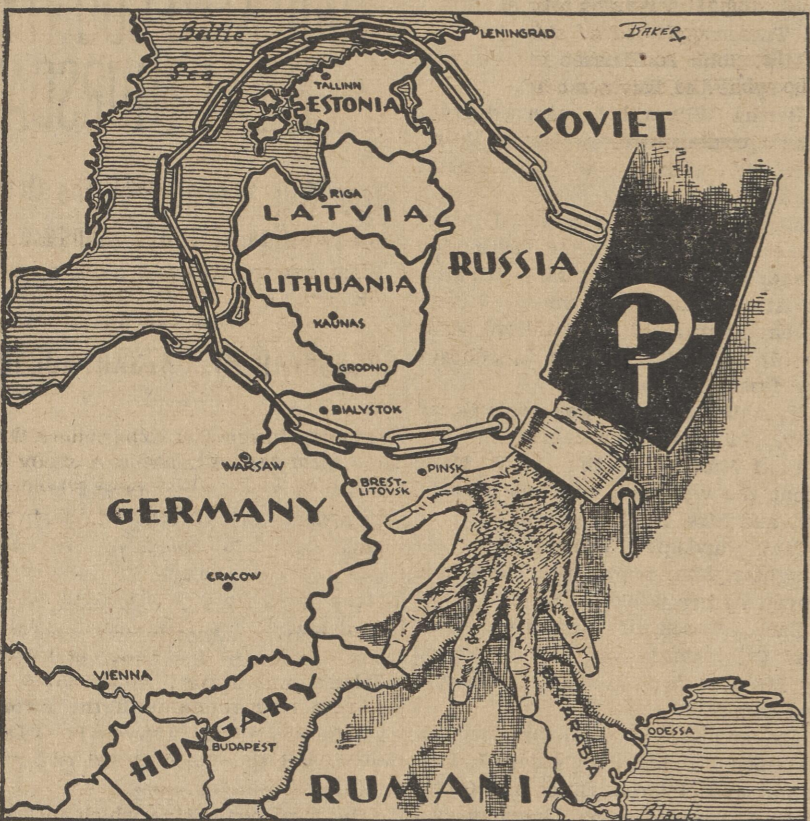 Baltic
Sea
LENINGRAD
BAKER
TALLINN
ESTONIA
SOVIET
RIGA
LATVIA
RUSSIA
LITHUANIA
KAUNAS
GRODNO
BIALYSTOK
WARSAW
BREST-
LITOVSK
PINSK
GERMANY
CRACOW
VIENNA
HUNGARY
BUDAPEST
BESSARABIA
ODESSA
RUMANIA
Black